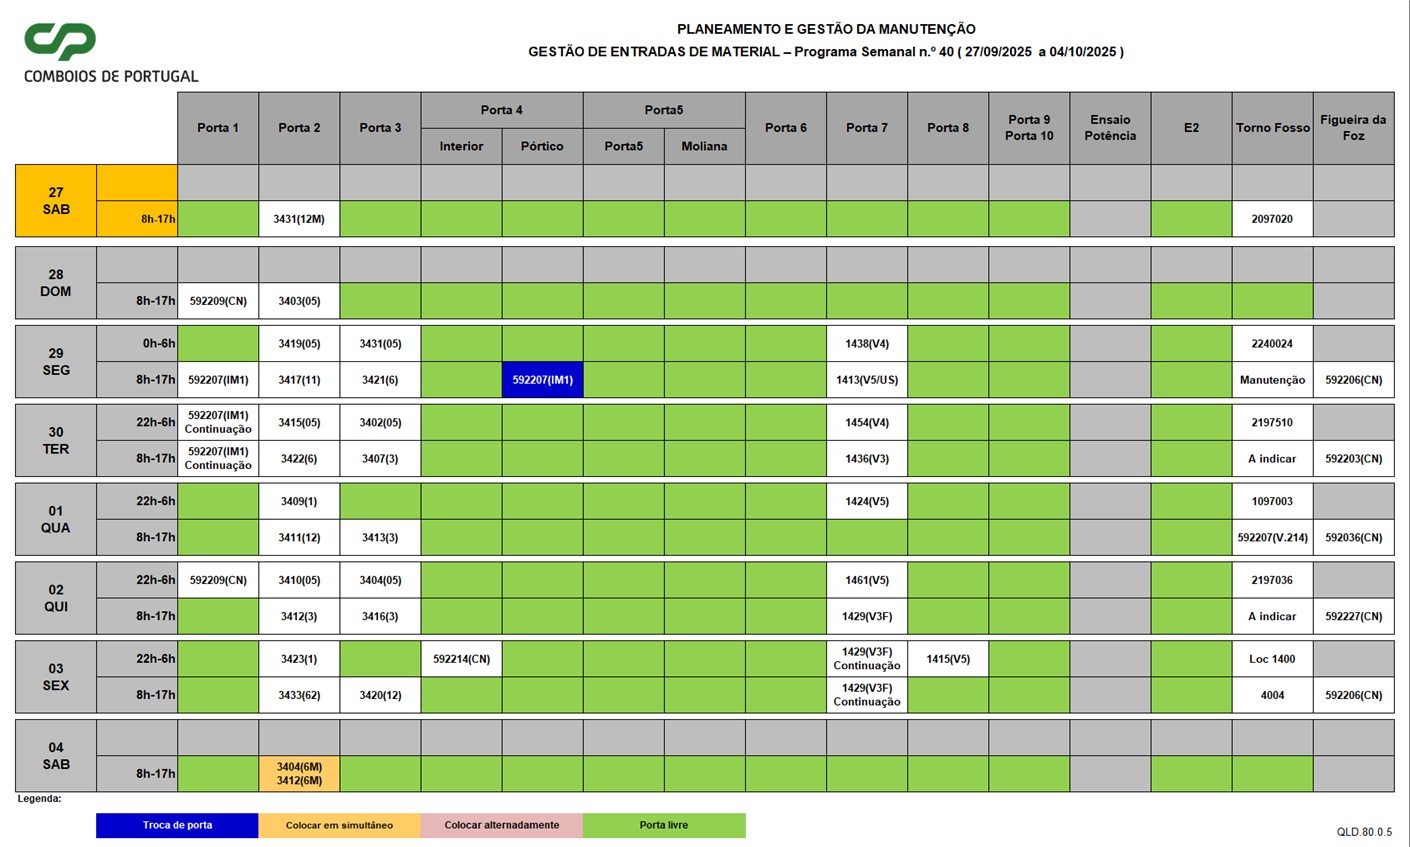 PLANEAMENTO E GESTÃO DA MANUTENÇÃO
GESTÃO DE ENTRADAS DE MATERIAL – Programa Semanal n.º 40 ( 27/09/2025 a 04/10/2025 )
CP
COMBOIOS DE PORTUGAL
Porta 1 Porta 2 Porta 3 Porta 4 Porta5 Porta 6 Porta 7 Porta 8 Porta 9 Ensaio E2 Torno Fosso Figueira da
Porta 10 Potência Foz
Interior Pórtico Porta5 Moliana
27
SAB
8h-17h 3431(12M) 2097020
28
DOM
8h-17h 592209(CN) 3403(05)
29
SEG
0h-6h 3419(05) 3431(05) 1438(V4) 2240024
8h-17h 592207(IM1) 3417(11) 3421(6) 592207(IM1) 1413(V5/US) Manutenção 592206(CN)
30
TER
22h-6h 592207(IM1) 3415(05) 3402(05) 1454(V4) 2197510
Continuação
8h-17h 592207(IM1) 3422(6) 3407(3) 1436(V3) A indicar 592203(CN)
Continuação
01
QUA
22h-6h 3409(1) 1424(V5) 1097003
8h-17h 3411(12) 3413(3) 592207(V.214) 592036(CN)
02
QUI
22h-6h 592209(CN) 3410(05) 3404(05) 1461(V5) 2197036
8h-17h 3412(3) 3416(3) 1429(V3F) A indicar 592227(CN)
03
SEX
22h-6h 3423(1) 592214(CN) 1429(V3F) 1415(V5) Loc 1400
Continuação
8h-17h 3433(62) 3420(12) 1429(V3F) 4004 592206(CN)
Continuação
04
SAB
8h-17h 3404(6M)
3412(6M)
Legenda:
Troca de porta Colocar em simultáneo Colocar alternadamente Porta livre
QLD.80.0.5